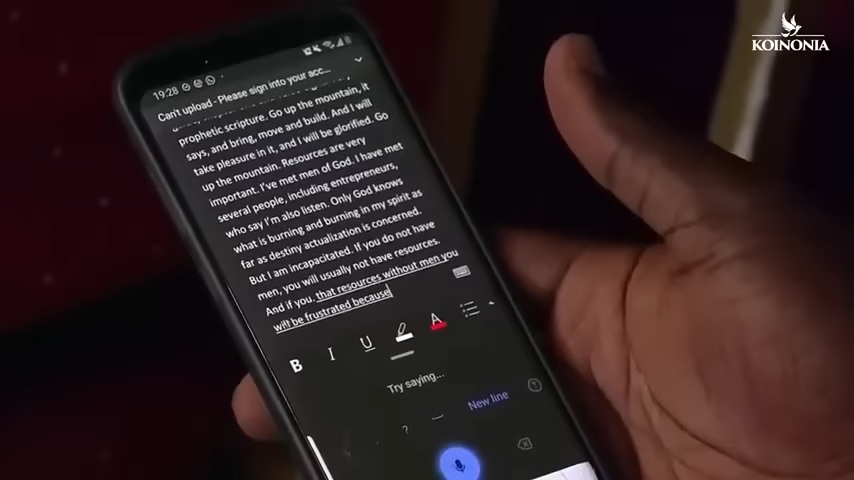 KOINONIA
19:28
Can't upload - Please sign into your acc...
prophetic scripture. Go up the mountain, it
says, and bring, move and build. And I will
take pleasure in it, and I will be glorified. Go
up the mountain. Resources are very
important. I've met men of God. I have met
several people, including entrepreneurs,
who say I'm also listen. Only God knows
what is burning and burning in my spirit as
far as destiny actualization is concerned.
But I am incapacitated. If you do not have
men, you will usually not have resources.
And if you. that resources without men you
will be frustrated because
B I U A
Try saying...
? New line